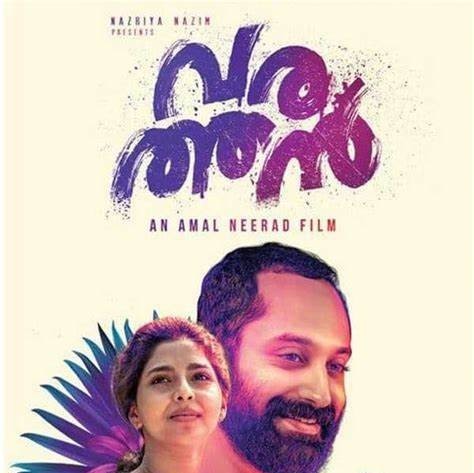 NAZRIYA NAZIM
PRESENTS
വര
ത്തൻ
AN AMAL NEERAD FILM